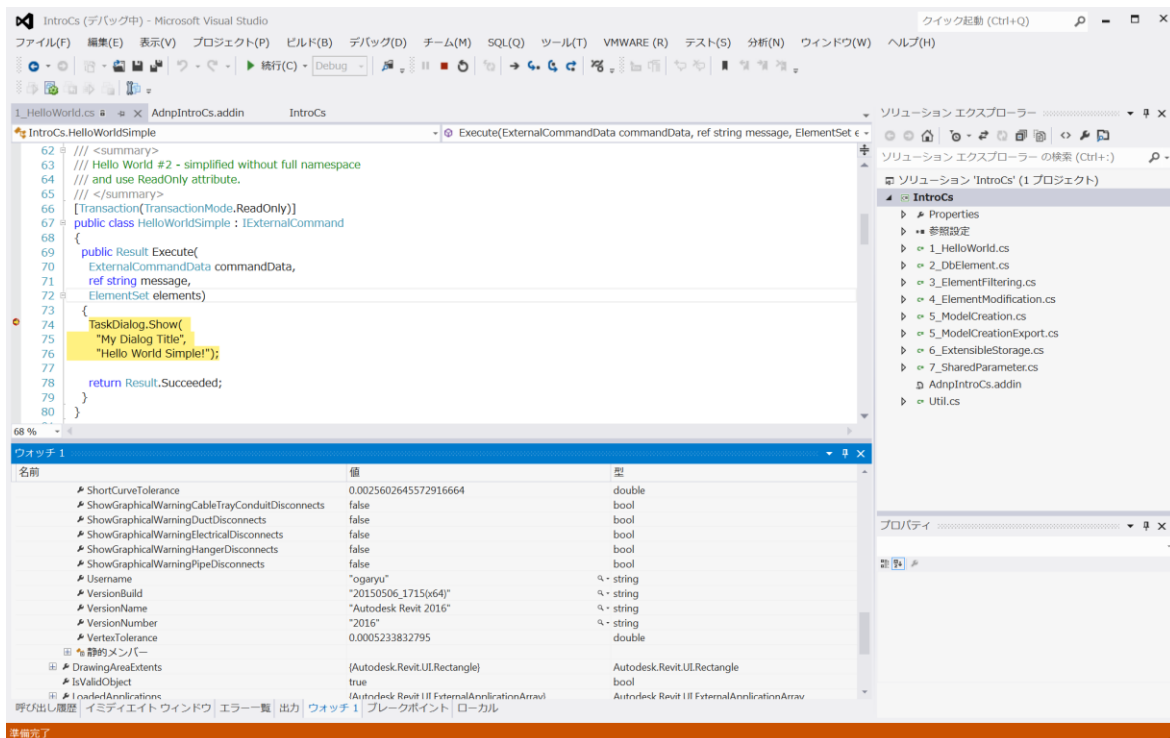 IntroCs (デバッグ中) - Microsoft Visual Studio
クイック起動 (Ctrl+Q)
ファイル(F) 編集(E) 表示(V) プロジェクト(P) ビルド(B) デバッグ(D) チーム(M) SQL(Q) ツール(T) VMWARE (R) テスト(S) 分析(N) ウィンドウ(W) ヘルプ(H)
続行(C) Debug
1_HelloWorld.cs AdnpIntroCs.addin IntroCs
IntroCs.HelloWorldSimple
Execute(ExternalCommandData commandData, ref string message, ElementSet e
62 /// <summary>
63 /// Hello World #2 - simplified without full namespace
64 /// and use ReadOnly attribute.
65 /// </summary>
66 [Transaction(TransactionMode.ReadOnly)]
67 public class HelloWorldSimple : IExternalCommand
68 {
69 public Result Execute(
70 ExternalCommandData commandData,
71 ref string message,
72 ElementSet elements)
73 {
74 TaskDialog.Show(
75 "My Dialog Title",
76 "Hello World Simple!");
77
78 return Result.Succeeded;
79 }
80 }
68 %
ウォッチ 1
名前 値 型
ShortCurveTolerance 0.0025602645572916664 double
ShowGraphicalWarningCableTrayConduitDisconnects false bool
ShowGraphicalWarningDuctDisconnects false bool
ShowGraphicalWarningElectricalDisconnects false bool
ShowGraphicalWarningHangerDisconnects false bool
ShowGraphicalWarningPipeDisconnects false bool
Username "ogaryu" string
VersionBuild "20150506_1715(x64)" string
VersionName "Autodesk Revit 2016" string
VersionNumber "2016" string
VertexTolerance 0.0005233832795 double
静的メンバー
DrawingAreaExtents {Autodesk.Revit.UI.Rectangle} Autodesk.Revit.UI.Rectangle
IsValidObject true bool
LoadedApplications {Autodesk.Revit.UI.ExternalApplicationArray} Autodesk.Revit.UI.ExternalApplicationArray
呼び出し履歴 イミディエイト ウィンドウ エラー一覧 出力 ウォッチ 1 ブレークポイント ローカル
準備完了
ソリューション エクスプローラー
ソリューション エクスプローラー の検索 (Ctrl+:)
ソリューション 'IntroCs' (1 プロジェクト)
IntroCs
Properties
参照設定
1_HelloWorld.cs
2_DbElement.cs
3_ElementFiltering.cs
4_ElementModification.cs
5_ModelCreation.cs
5_ModelCreationExport.cs
6_ExtensibleStorage.cs
7_SharedParameter.cs
AdnpIntroCs.addin
Util.cs
プロパティ